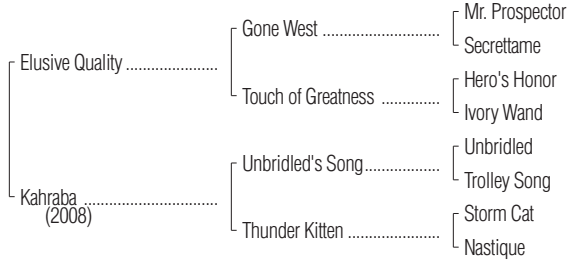 Mr. Prospector
Gone West ........................
Secrettame
Elusive Quality ......................
Hero's Honor
Touch of Greatness ..............
Ivory Wand
Unbridled
Unbridled's Song..................
Trolley Song
Kahraba ................................
(2008)
Storm Cat
Thunder Kitten ......................
Nastique